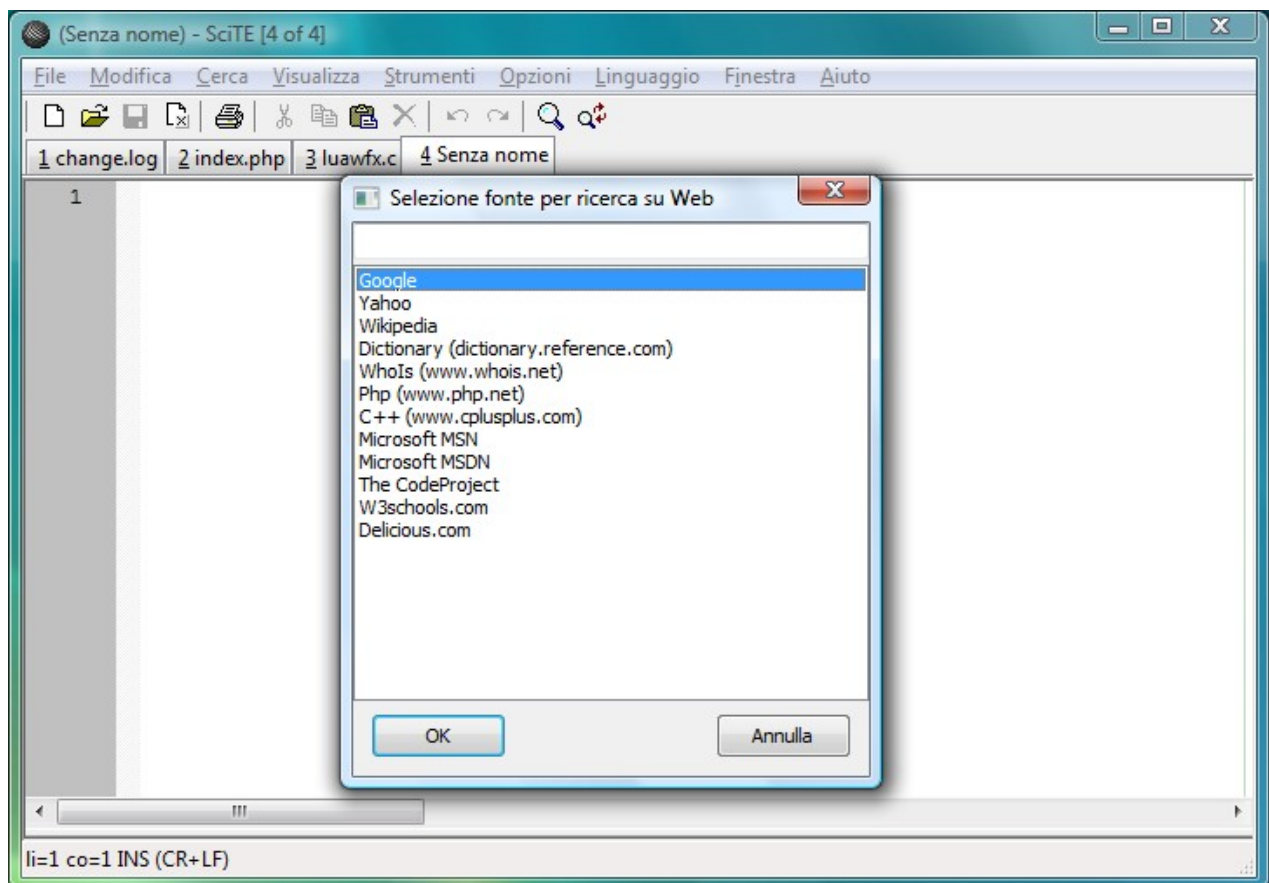 (Senza nome) - SciTE [4 of 4]
File Modifica Cerca Visualizza Strumenti Opzioni Linguaggio Finestra Aiuto
1 change.log 2 index.php 3 luawfx.c 4 Senza nome
1
Selezione fonte per ricerca su Web
Google
Yahoo
Wikipedia
Dictionary (dictionary.reference.com)
WhoIs (www.whois.net)
Php (www.php.net)
C++ (www.cplusplus.com)
Microsoft MSN
Microsoft MSDN
The CodeProject
W3schools.com
Delicious.com
OK Annulla
li=1 co=1 INS (CR+LF)